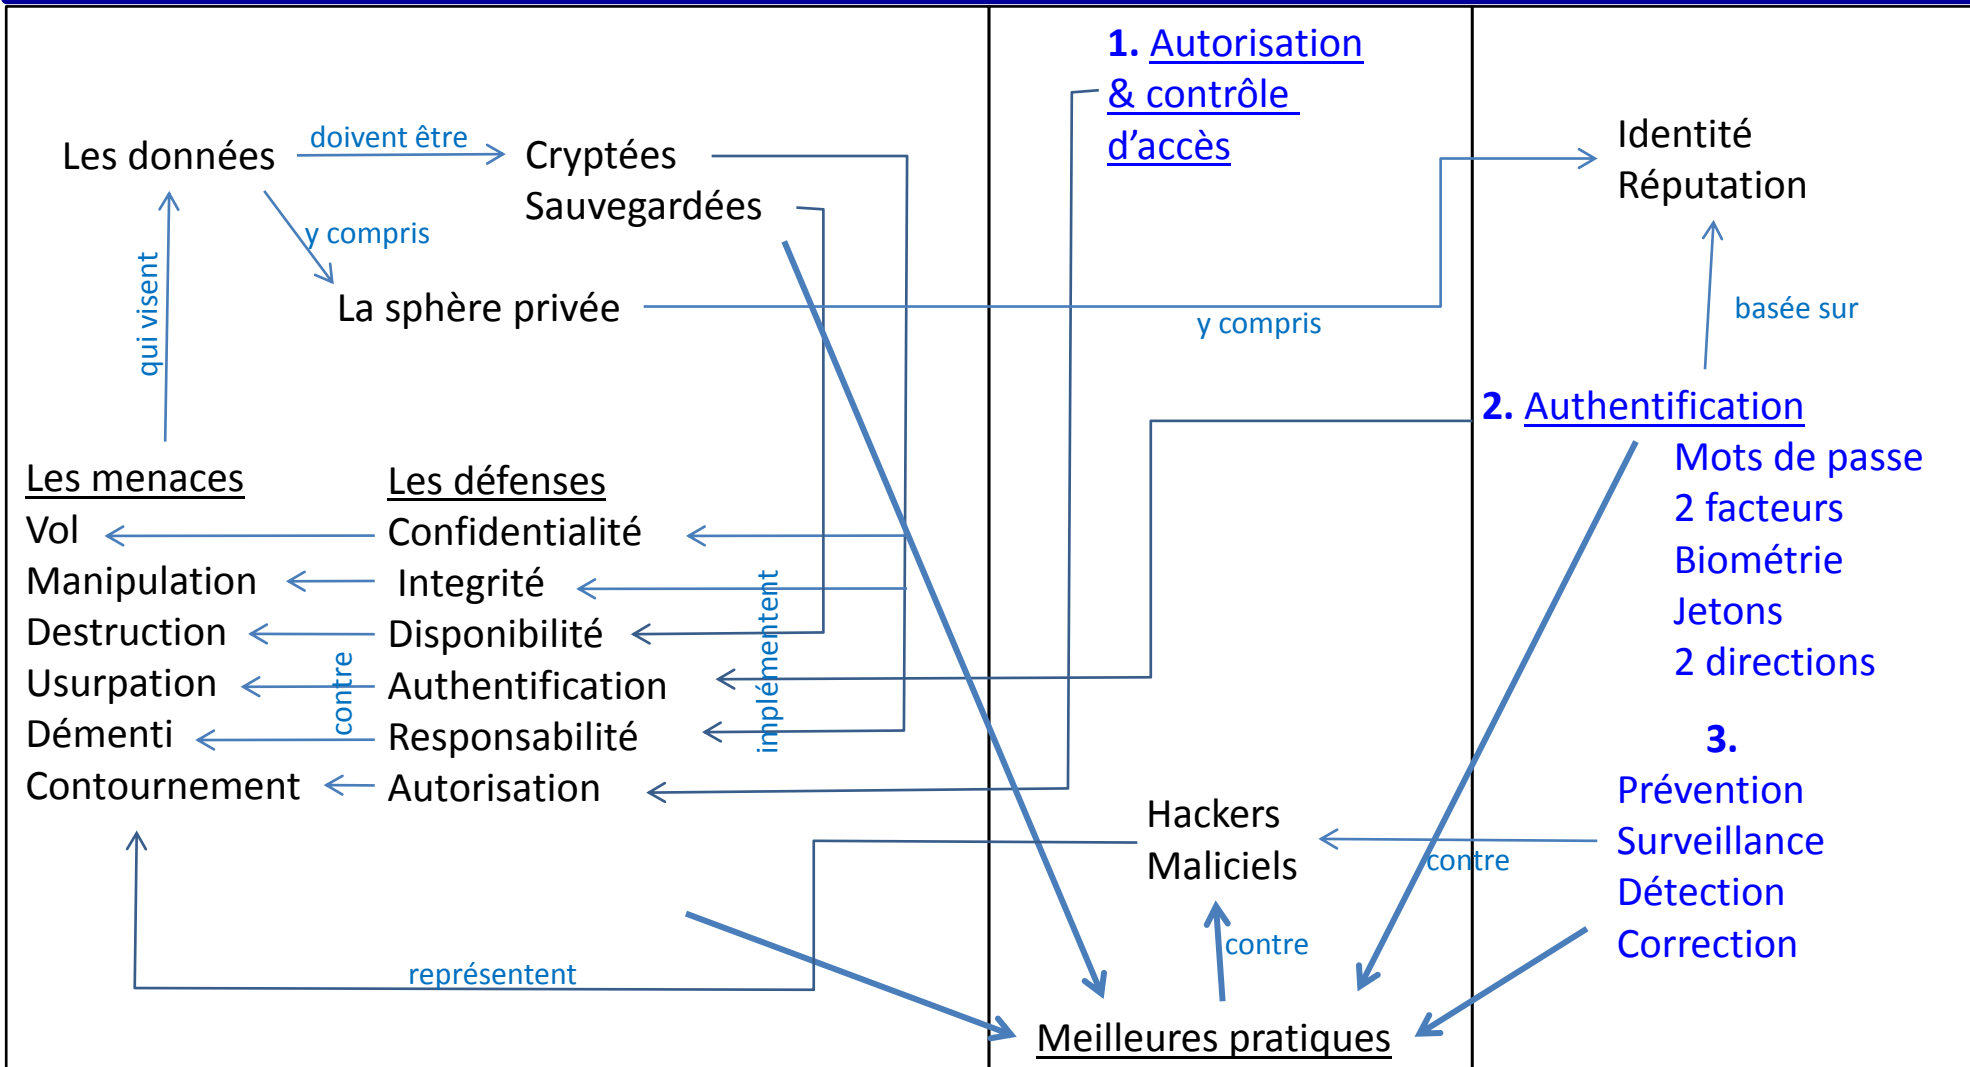 1. Autorisation
& contrôle
d'accès
Les données
doivent être
Cryptées
Sauvegardées
y compris
La sphère privée
qui visent
y compris
Identité
Réputation
basée sur
2. Authentification
Mots de passe
2 facteurs
Biométrie
Jetons
2 directions
Les menaces
Vol
Manipulation
Destruction
Usurpation
Démenti
Contournement
contre
Les défenses
Confidentialité
Integrité
Disponibilité
Authentification
Responsabilité
Autorisation
implémentent
3.
Prévention
Surveillance
Détection
Correction
contre
Hackers
Maliciels
contre
représentent
Meilleures pratiques